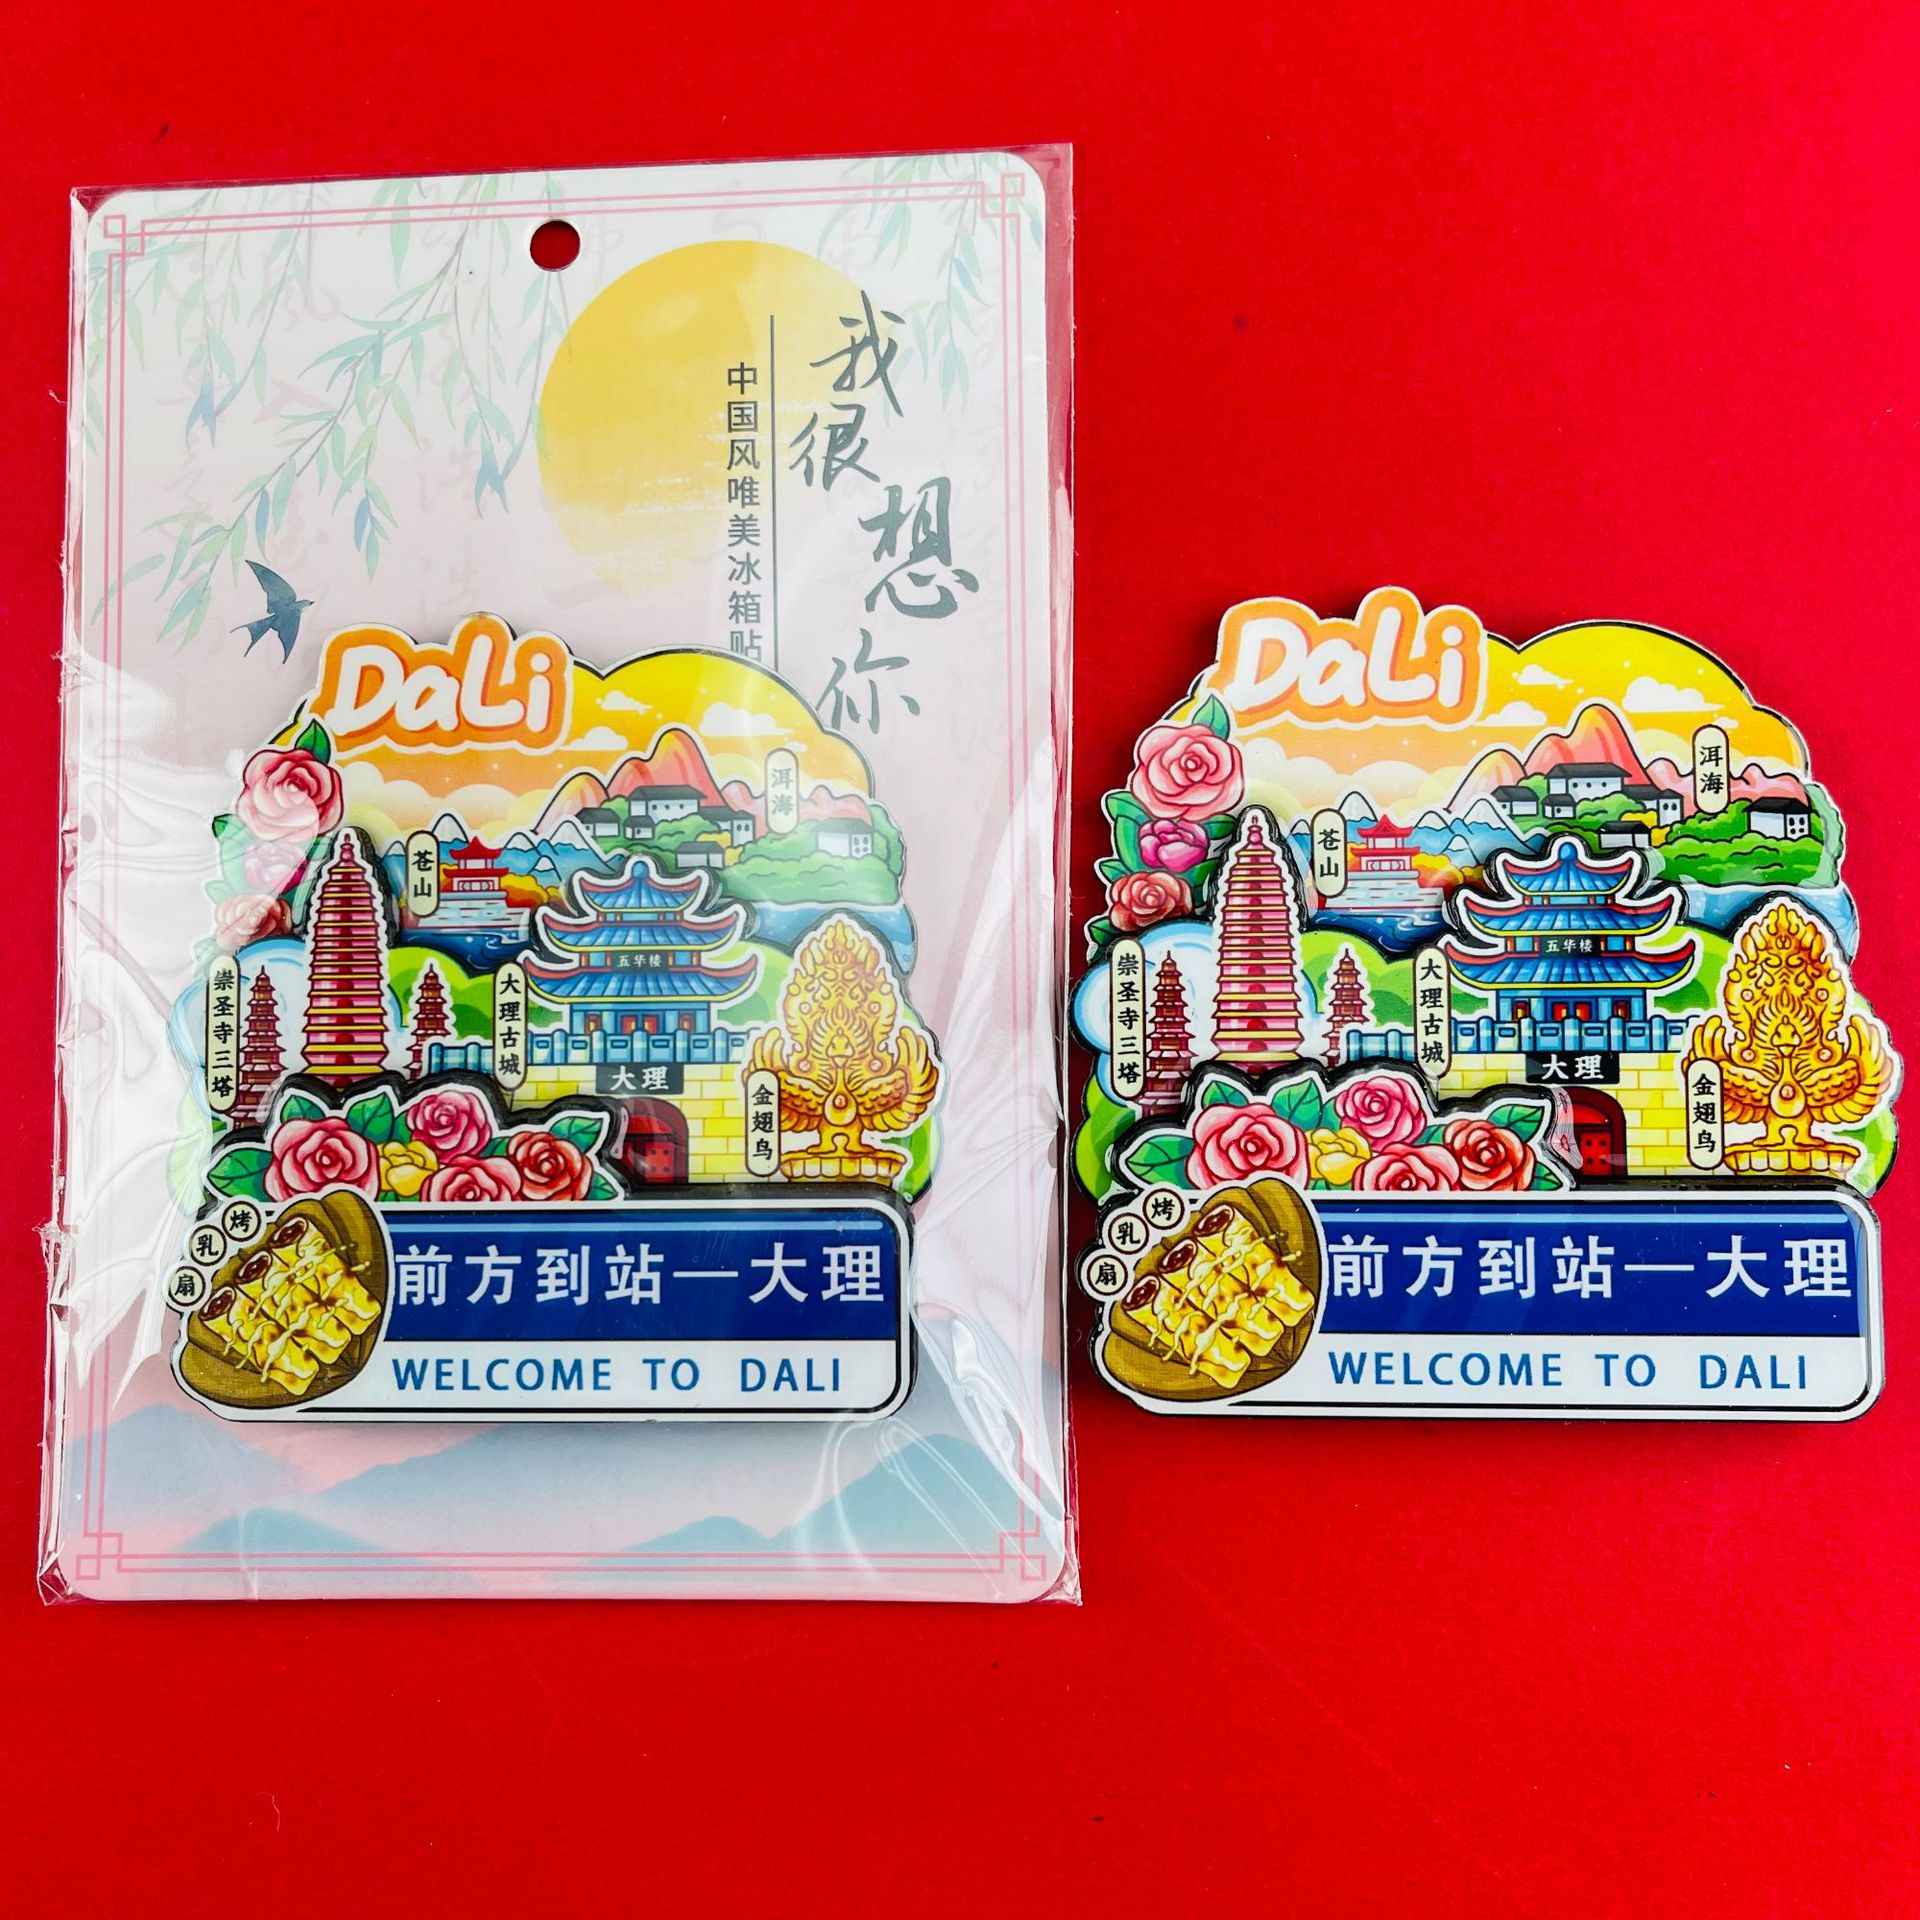 我很想你
中国风唯美冰箱贴
DaLi
洱海
苍山
五华楼
崇圣寺三塔
大理古城
大理
金翅鸟
烤乳扇
前方到站—大理
WELCOME TO DALI
DaLi
洱海
苍山
五华楼
崇圣寺三塔
大理古城
大理
金翅鸟
烤乳扇
前方到站—大理
WELCOME TO DALI